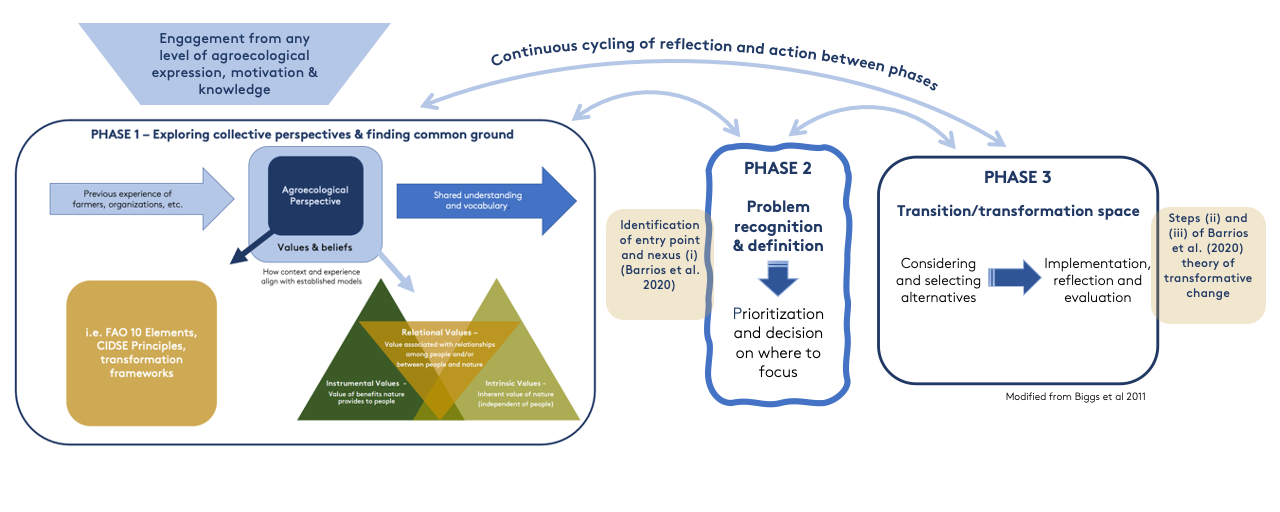 Engagement from any
level of agroecological
expression, motivation &
knowledge
Continuous cycling of reflection and action between phases
PHASE 1 – Exploring collective perspectives & finding common ground
Previous experience of
farmers, organizations, etc.
Agroecological
Perspective
Values & beliefs
Shared understanding
and vocabulary
How context and experience
align with established models
i.e. FAO 10 Elements,
CIDSE Principles,
transformation
frameworks
Relational Values –
Value associated with relationships
among people and/or
between people and nature
Instrumental Values -
Value of benefits nature
provides to people
Intrinsic Values -
Inherent value of nature
(independent of people)
Identification
of entry point
and nexus (i)
(Barrios et al.
2020)
PHASE 2
Problem
recognition
& definition
Prioritization
and decision
on where to
focus
PHASE 3
Transition/transformation space
Considering
and selecting
alternatives
Implementation,
reflection and
evaluation
Steps (ii) and
(iii) of Barrios
et al. (2020)
theory of
transformative
change
Modified from Biggs et al 2011